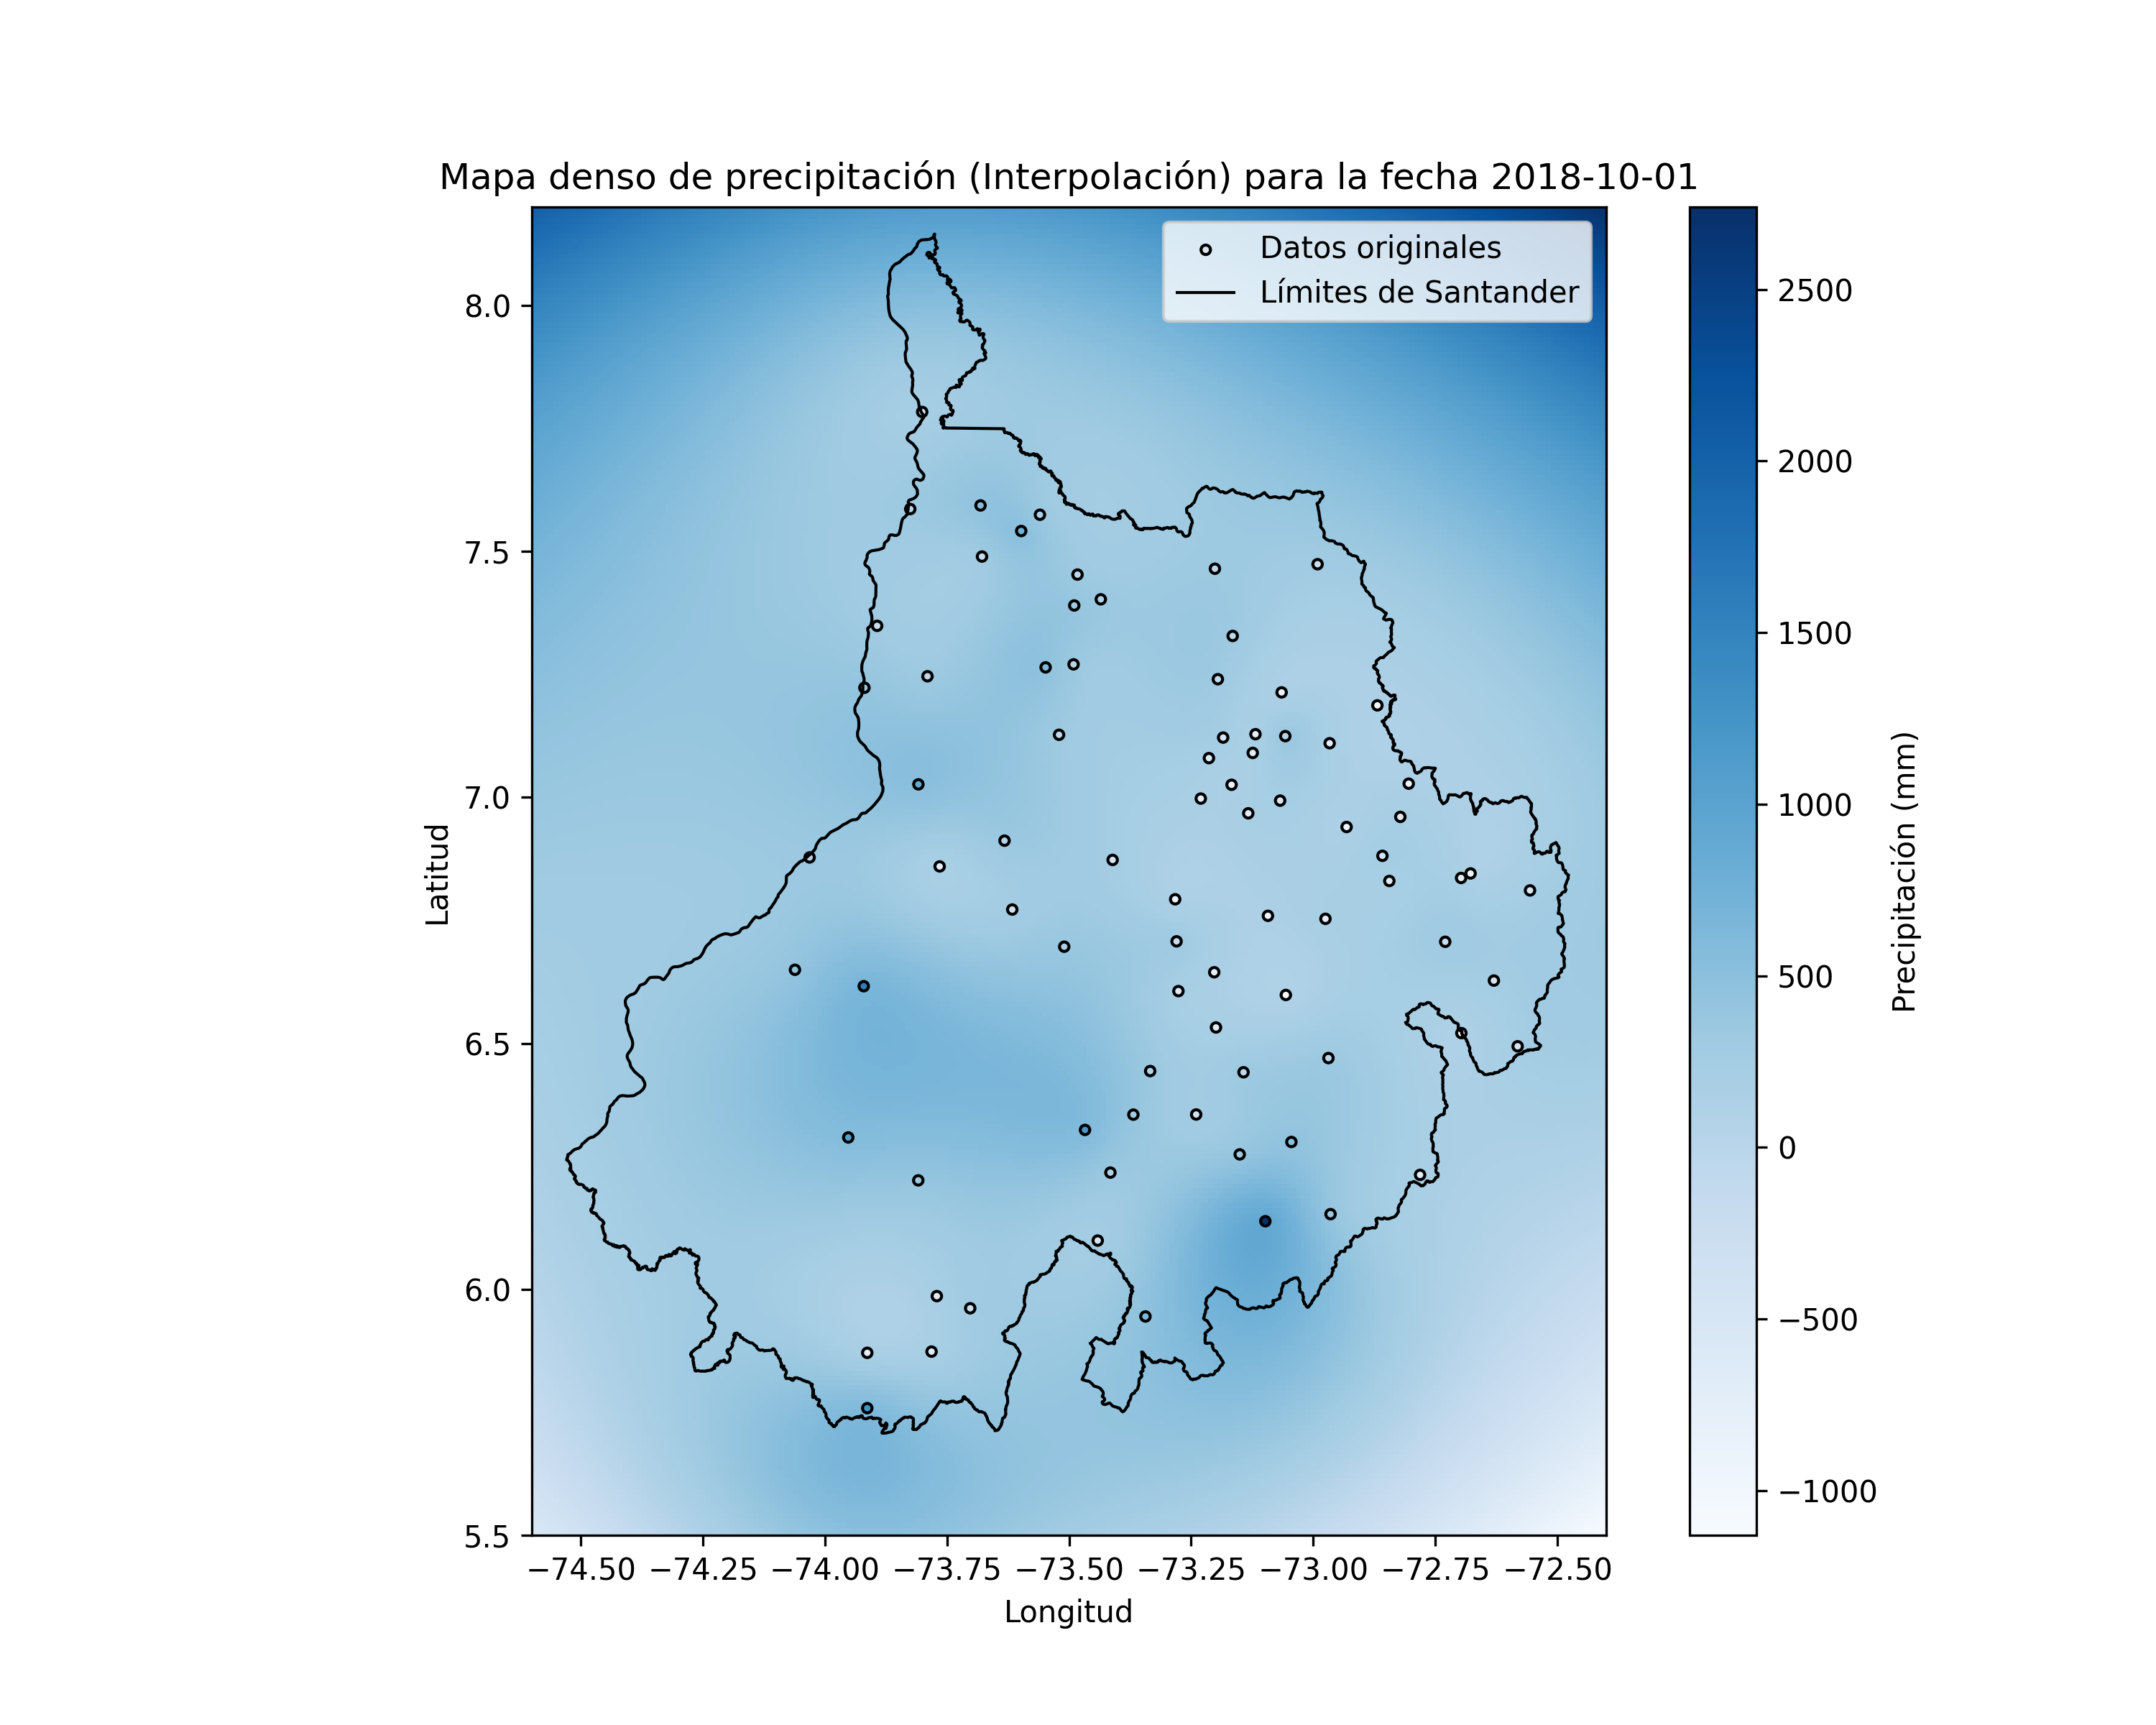 Mapa denso de precipitación (Interpolación) para la fecha 2018-10-01
Datos originales
Límites de Santander
8.0
7.5
7.0
6.5
6.0
5.5
Latitud
−74.50 −74.25 −74.00 −73.75 −73.50 −73.25 −73.00 −72.75 −72.50
Longitud
2500
2000
1500
1000
500
0
−500
−1000
Precipitación (mm)